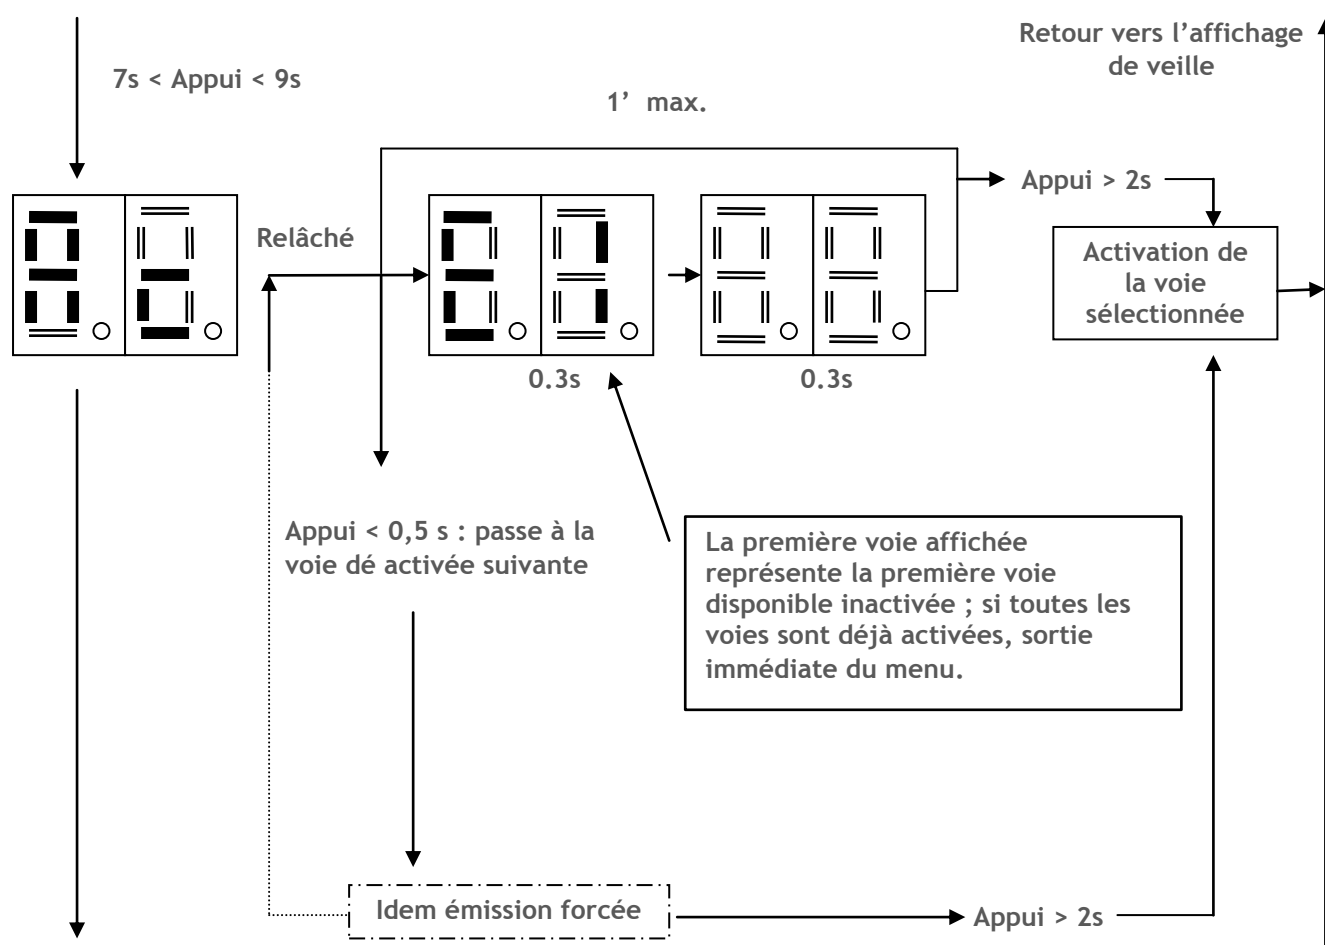 Retour vers l’affichage
de veille
7s < Appui < 9s
1’ max.
Appui > 2s
Relâché
Activation de
la voie
sélectionnée
0.3s
0.3s
Appui < 0,5 s : passe à la
voie dé activée suivante
La première voie affichée
représente la première voie
disponible inactivée ; si toutes les
voies sont déjà activées, sortie
immédiate du menu.
Idem émission forcée
Appui > 2s